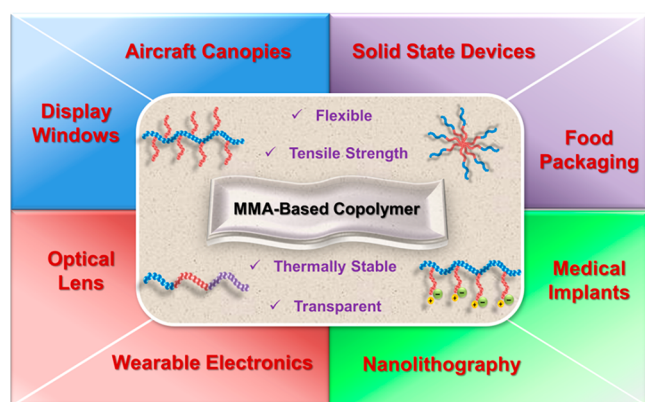 Aircraft Canopies
Solid State Devices
Display
Windows
Food
Packaging
✓ Flexible
✓ Tensile Strength
MMA-Based Copolymer
✓ Thermally Stable
✓ Transparent
Optical
Lens
Medical
Implants
Wearable Electronics
Nanolithography